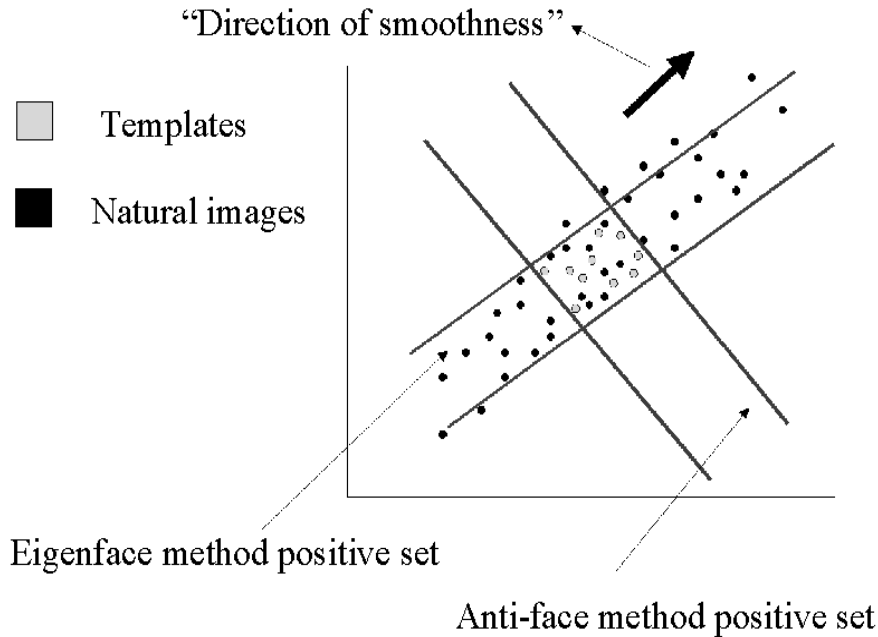 “Direction of smoothness”
Templates
Natural images
Eigenface method positive set
Anti-face method positive set